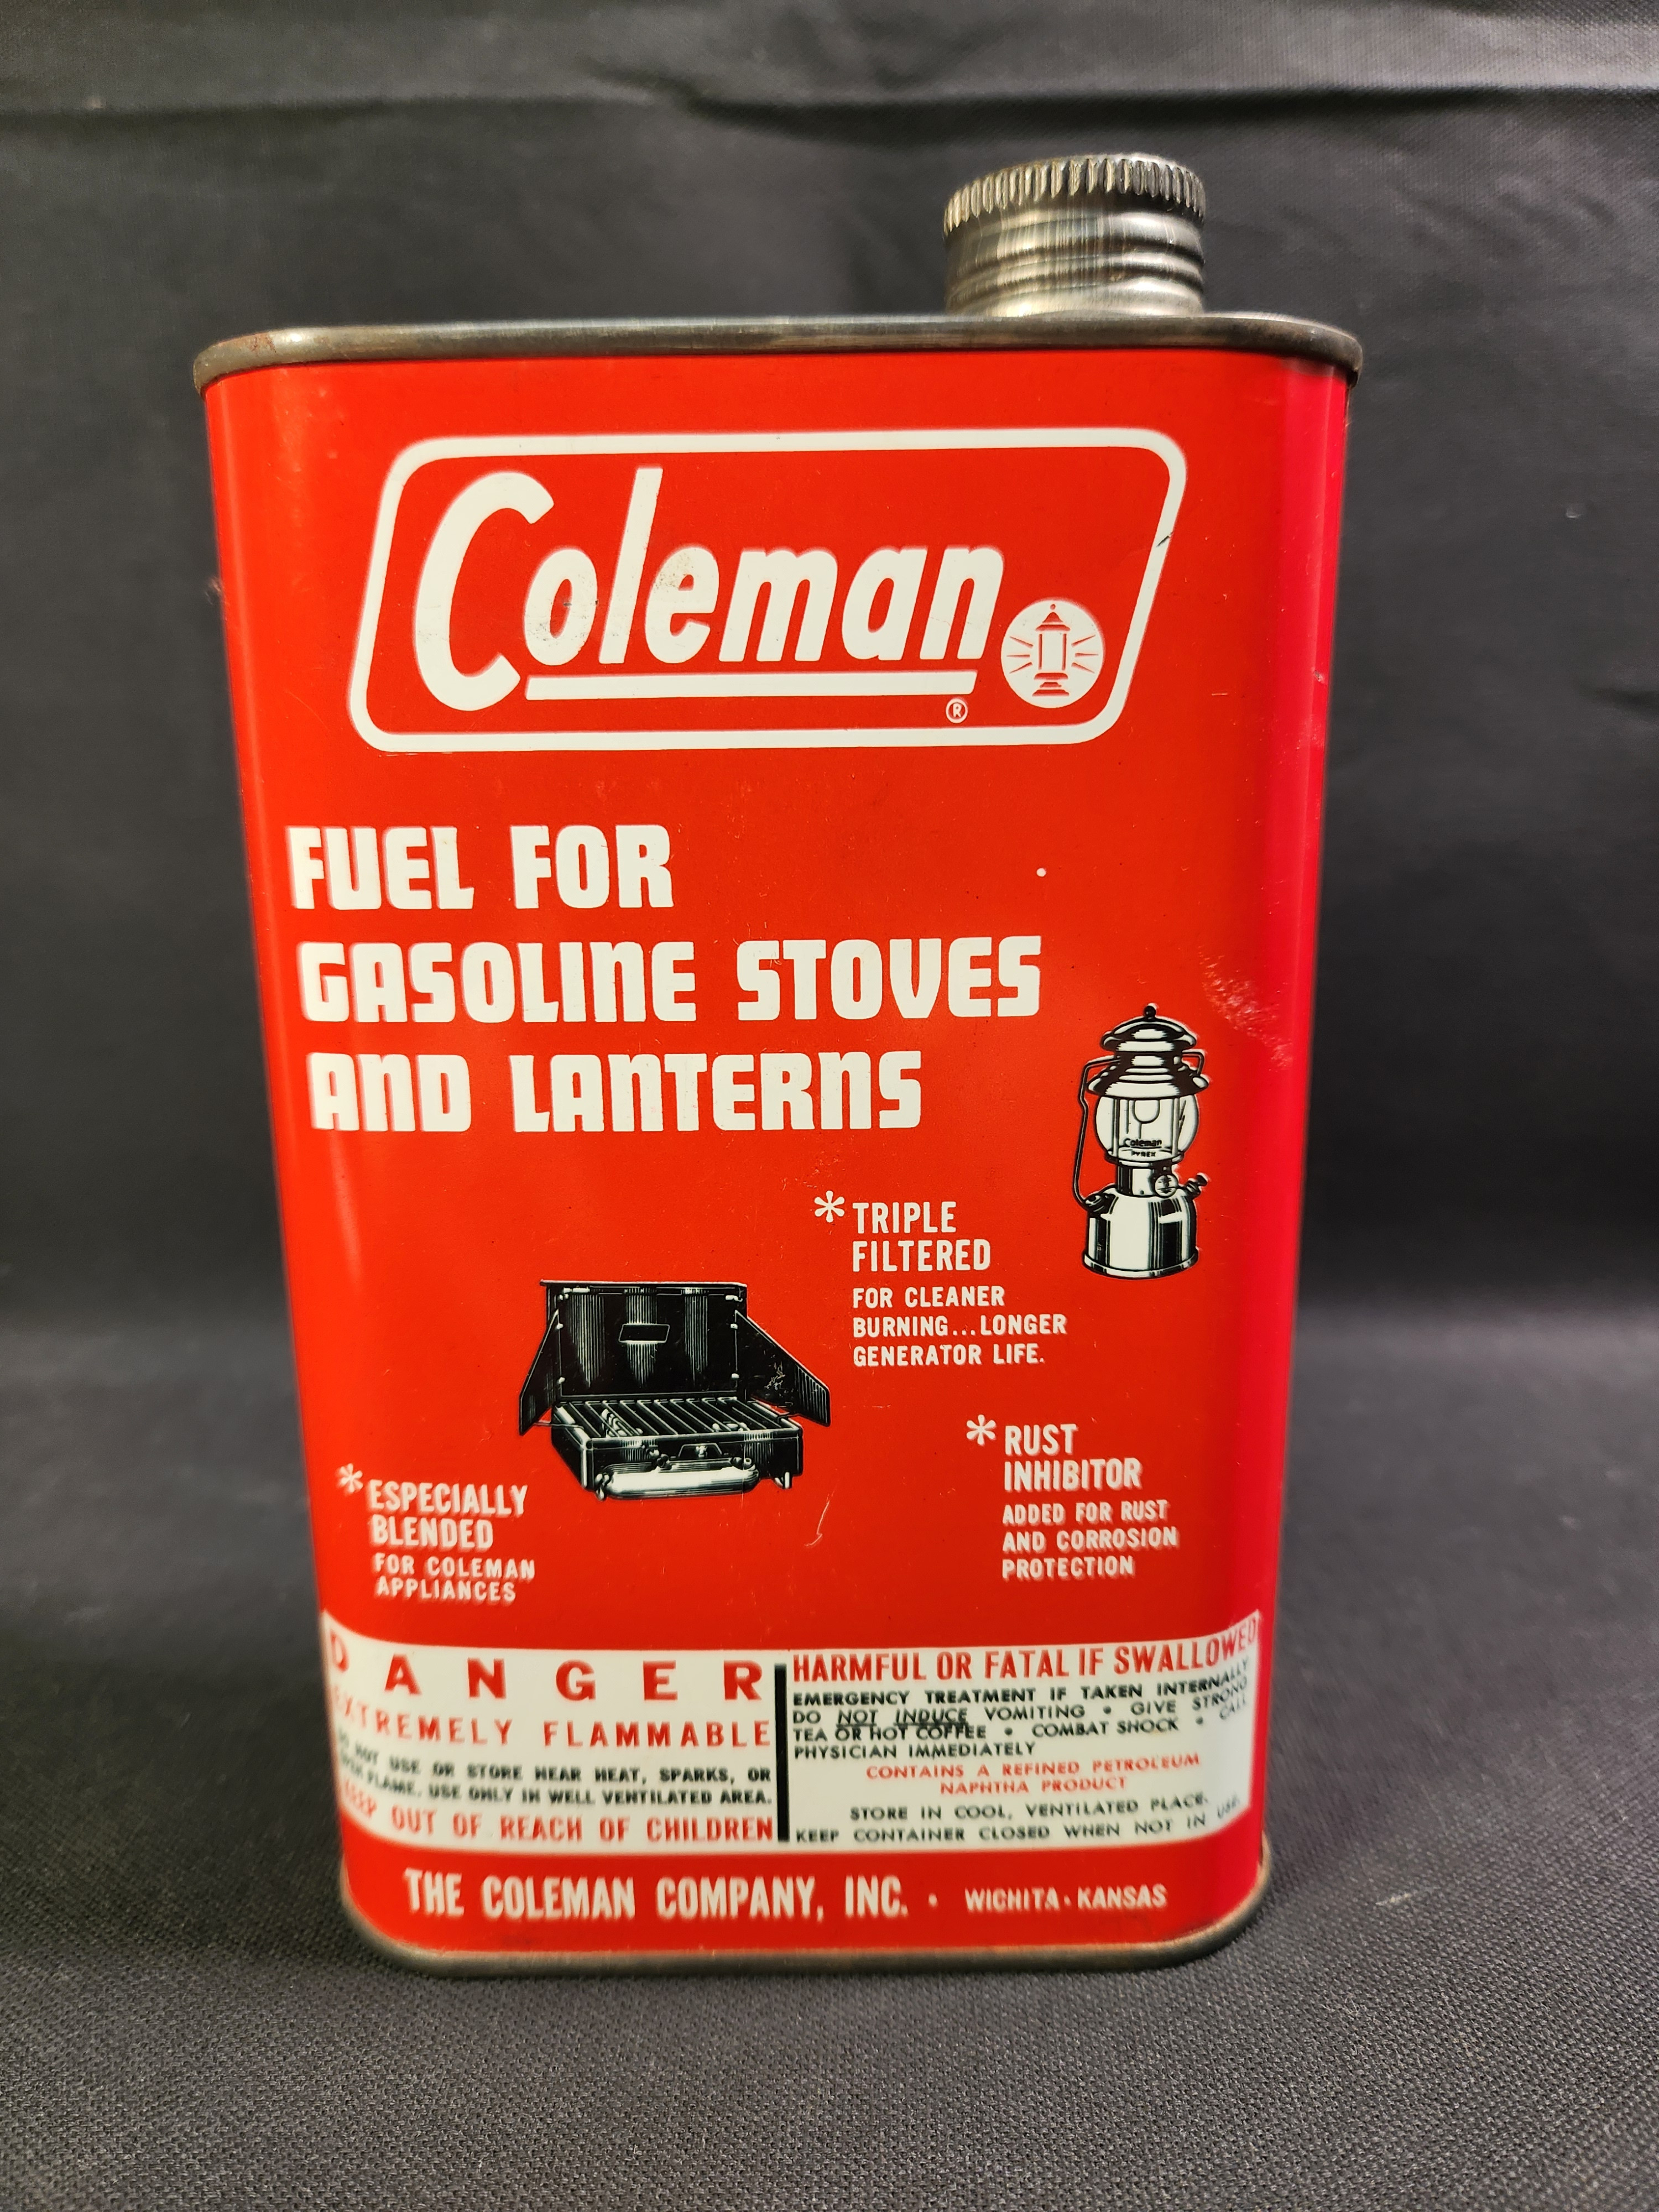 Coleman
®
FUEL FOR
GASOLINE STOVES
AND LANTERNS
Coleman
PYREX
*TRIPLE
FILTERED
FOR CLEANER
BURNING...LONGER
GENERATOR LIFE.
*RUST
INHIBITOR
ADDED FOR RUST
AND CORROSION
PROTECTION
*ESPECIALLY
BLENDED
FOR COLEMAN
APPLIANCES
DANGER
EXTREMELY FLAMMABLE
DO NOT USE OR STORE NEAR HEAT, SPARKS, OR
OPEN FLAME. USE ONLY IN WELL VENTILATED AREA.
KEEP OUT OF REACH OF CHILDREN
HARMFUL OR FATAL IF SWALLOWED
EMERGENCY TREATMENT IF TAKEN INTERNALLY
DO NOT INDUCE VOMITING • GIVE STRONG
TEA OR HOT COFFEE • COMBAT SHOCK • CALL
PHYSICIAN IMMEDIATELY
CONTAINS A REFINED PETROLEUM
NAPHTHA PRODUCT
STORE IN COOL, VENTILATED PLACE.
KEEP CONTAINER CLOSED WHEN NOT IN USE.
THE COLEMAN COMPANY, INC. • WICHITA • KANSAS